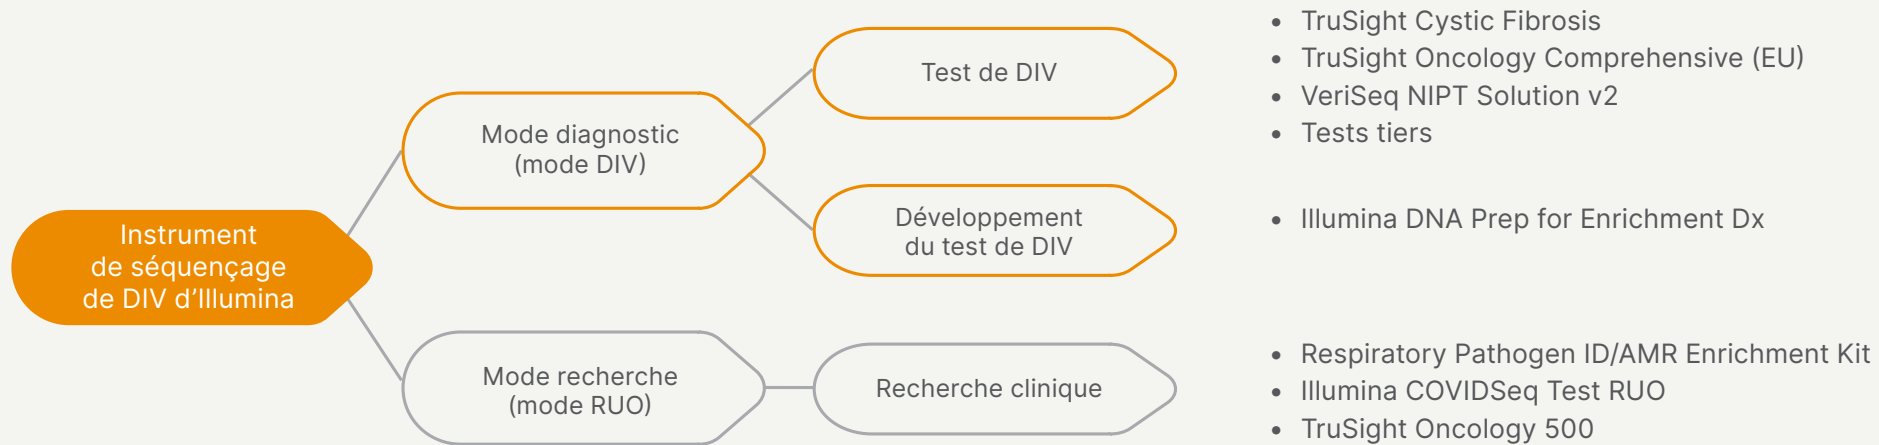 Instrument
de séquençage
de DIV d'Illumina
Mode diagnostic
(mode DIV)
Test de DIV
• TruSight Cystic Fibrosis
• TruSight Oncology Comprehensive (EU)
• VeriSeq NIPT Solution v2
• Tests tiers
Développement
du test de DIV
• Illumina DNA Prep for Enrichment Dx
Mode recherche
(mode RUO)
Recherche clinique
• Respiratory Pathogen ID/AMR Enrichment Kit
• Illumina COVIDSeq Test RUO
• TruSight Oncology 500